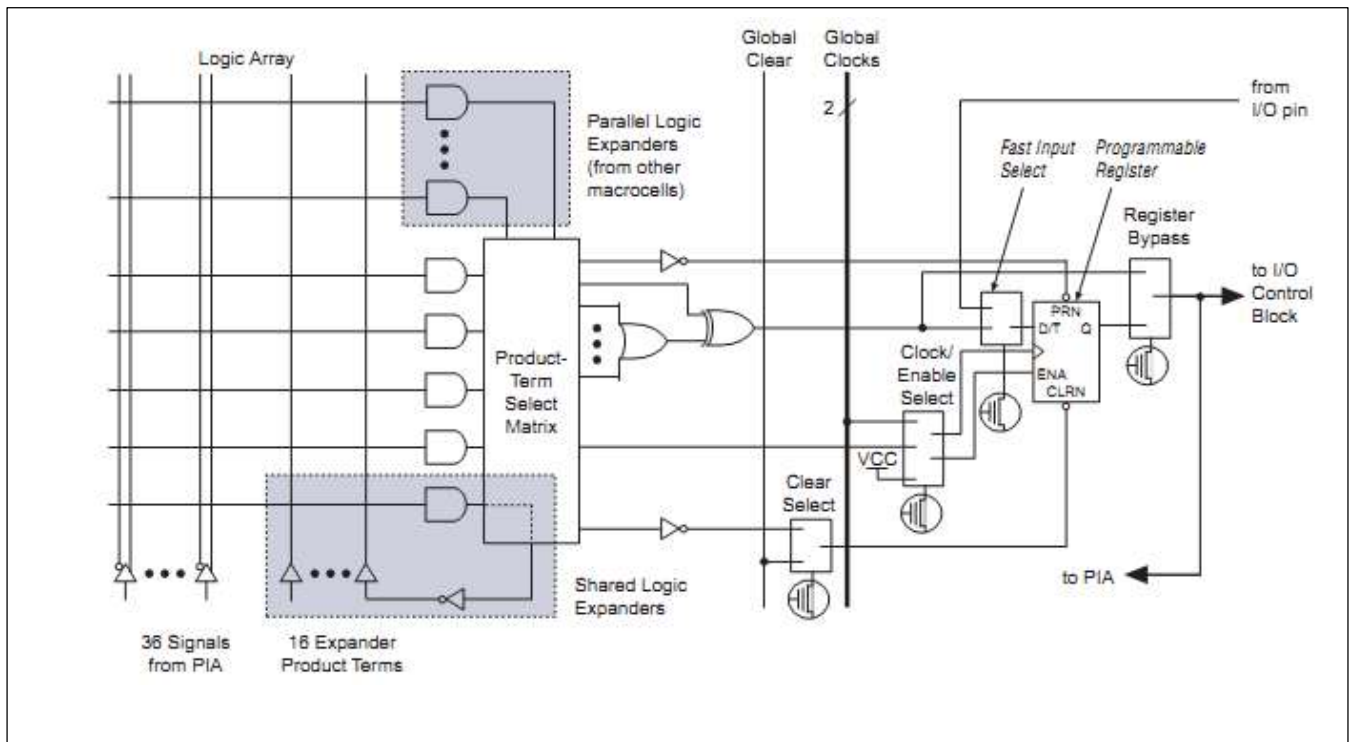 Logic Array
Global
Clear
Global
Clocks
2
from
I/O pin
Parallel Logic
Expanders
(from other
macrocells)
Fast Input
Select
Programmable
Register
Register
Bypass
to I/O
Control
Block
PRN
D/T
Q
ENA
CLRN
Clock/
Enable
Select
Product-
Term
Select
Matrix
VCC
Clear
Select
to PIA
Shared Logic
Expanders
36 Signals
from PIA
16 Expander
Product Terms